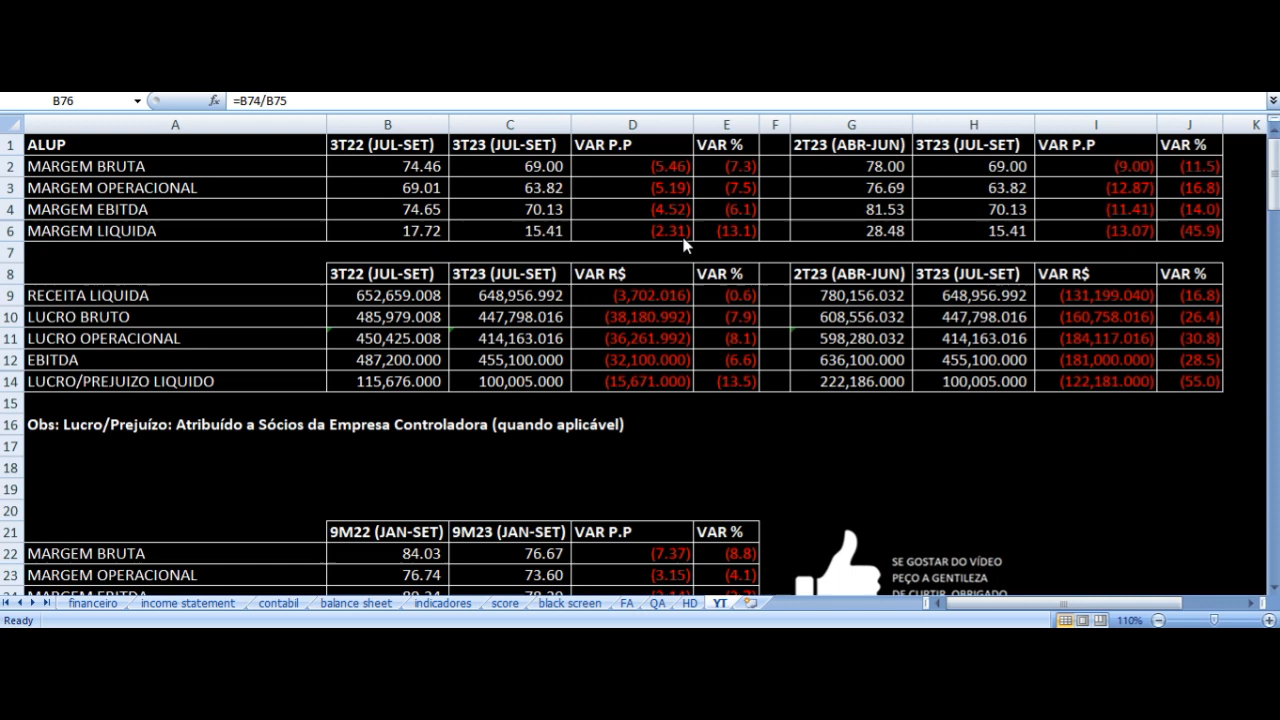 B76 fx =B74/B75
A B C D E F G H I J K
1 ALUP 3T22 (JUL-SET) 3T23 (JUL-SET) VAR P.P VAR % 2T23 (ABR-JUN) 3T23 (JUL-SET) VAR P.P VAR %
2 MARGEM BRUTA 74.46 69.00 (5.46) (7.3) 78.00 69.00 (9.00) (11.5)
3 MARGEM OPERACIONAL 69.01 63.82 (5.19) (7.5) 76.69 63.82 (12.87) (16.8)
4 MARGEM EBITDA 74.65 70.13 (4.52) (6.1) 81.53 70.13 (11.41) (14.0)
6 MARGEM LIQUIDA 17.72 15.41 (2.31) (13.1) 28.48 15.41 (13.07) (45.9)
7
8 3T22 (JUL-SET) 3T23 (JUL-SET) VAR R$ VAR % 2T23 (ABR-JUN) 3T23 (JUL-SET) VAR R$ VAR %
9 RECEITA LIQUIDA 652,659.008 648,956.992 (3,702.016) (0.6) 780,156.032 648,956.992 (131,199.040) (16.8)
10 LUCRO BRUTO 485,979.008 447,798.016 (38,180.992) (7.9) 608,556.032 447,798.016 (160,758.016) (26.4)
11 LUCRO OPERACIONAL 450,425.008 414,163.016 (36,261.992) (8.1) 598,280.032 414,163.016 (184,117.016) (30.8)
12 EBITDA 487,200.000 455,100.000 (32,100.000) (6.6) 636,100.000 455,100.000 (181,000.000) (28.5)
14 LUCRO/PREJUIZO LIQUIDO 115,676.000 100,005.000 (15,671.000) (13.5) 222,186.000 100,005.000 (122,181.000) (55.0)
15
16 Obs: Lucro/Prejuízo: Atribuído a Sócios da Empresa Controladora (quando aplicável)
17
18
19
20
21 9M22 (JAN-SET) 9M23 (JAN-SET) VAR P.P VAR %
22 MARGEM BRUTA 84.03 76.67 (7.37) (8.8)
SE GOSTAR DO VÍDEO
23 MARGEM OPERACIONAL 76.74 73.60 (3.15) (4.1)
PEÇO A GENTILEZA
DE CURTIR. OBRIGADO
MARGEM EBITDA
financeiro income statement contabil balance sheet indicadores score black screen FA QA HD YT
Ready 110%